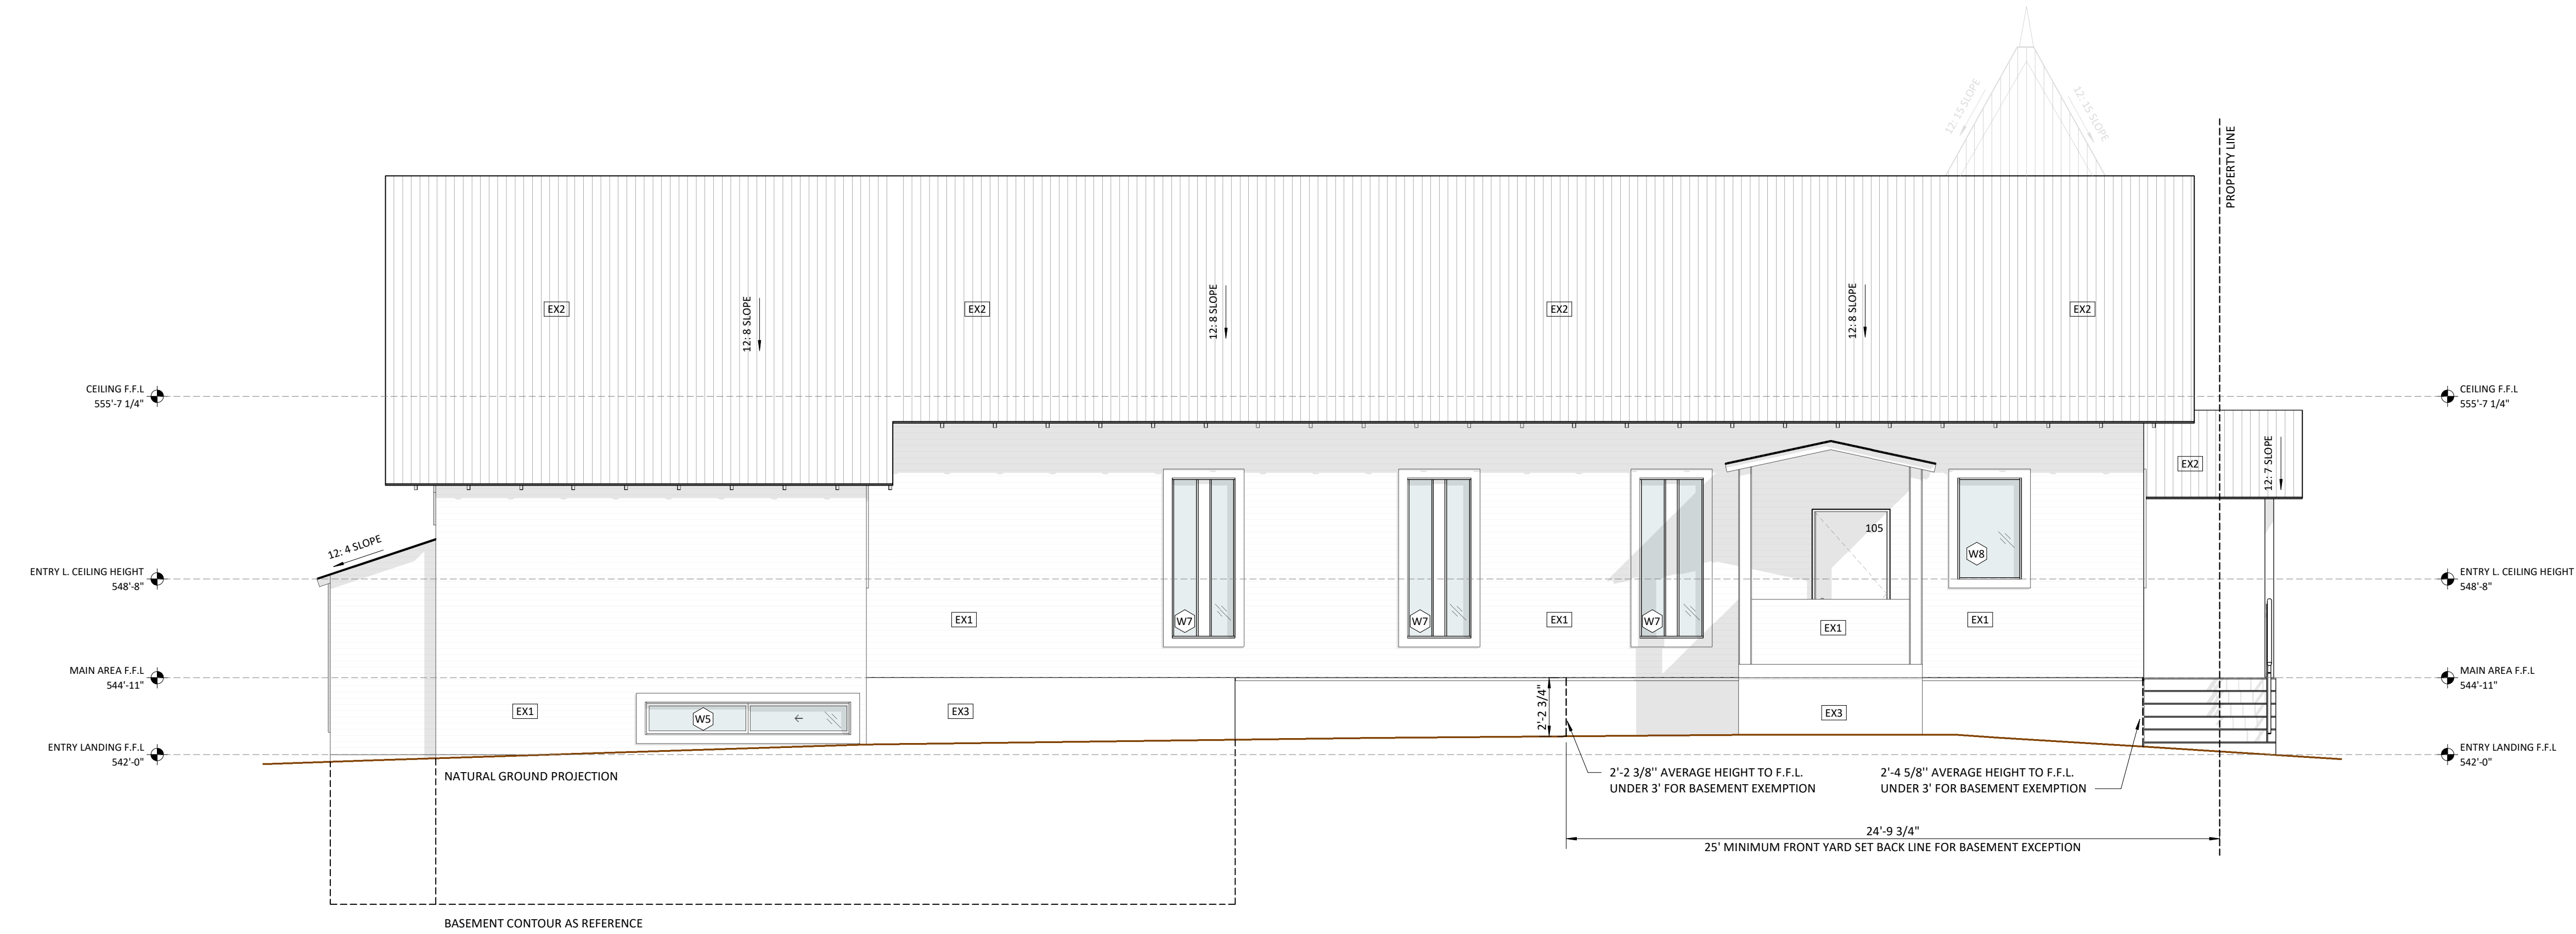 12: 15 SLOPE
12: 15 SLOPE
PROPERTY LINE
EX2
12: 8 SLOPE
EX2
12: 8 SLOPE
EX2
12: 8 SLOPE
EX2
CEILING F.F.L
555'-7 1/4"
CEILING F.F.L
555'-7 1/4"
EX2
12: 7 SLOPE
105
12: 4 SLOPE
W8
ENTRY L. CEILING HEIGHT
548'-8"
ENTRY L. CEILING HEIGHT
548'-8"
EX1
W7
W7
EX1
W7
EX1
EX1
MAIN AREA F.F.L
544'-11"
MAIN AREA F.F.L
544'-11"
EX1
W5
EX3
2'-2 3/4"
EX3
ENTRY LANDING F.F.L
542'-0"
ENTRY LANDING F.F.L
542'-0"
NATURAL GROUND PROJECTION
2'-2 3/8'' AVERAGE HEIGHT TO F.F.L.
UNDER 3' FOR BASEMENT EXEMPTION
2'-4 5/8'' AVERAGE HEIGHT TO F.F.L.
UNDER 3' FOR BASEMENT EXEMPTION
24'-9 3/4"
25' MINIMUM FRONT YARD SET BACK LINE FOR BASEMENT EXCEPTION
BASEMENT CONTOUR AS REFERENCE